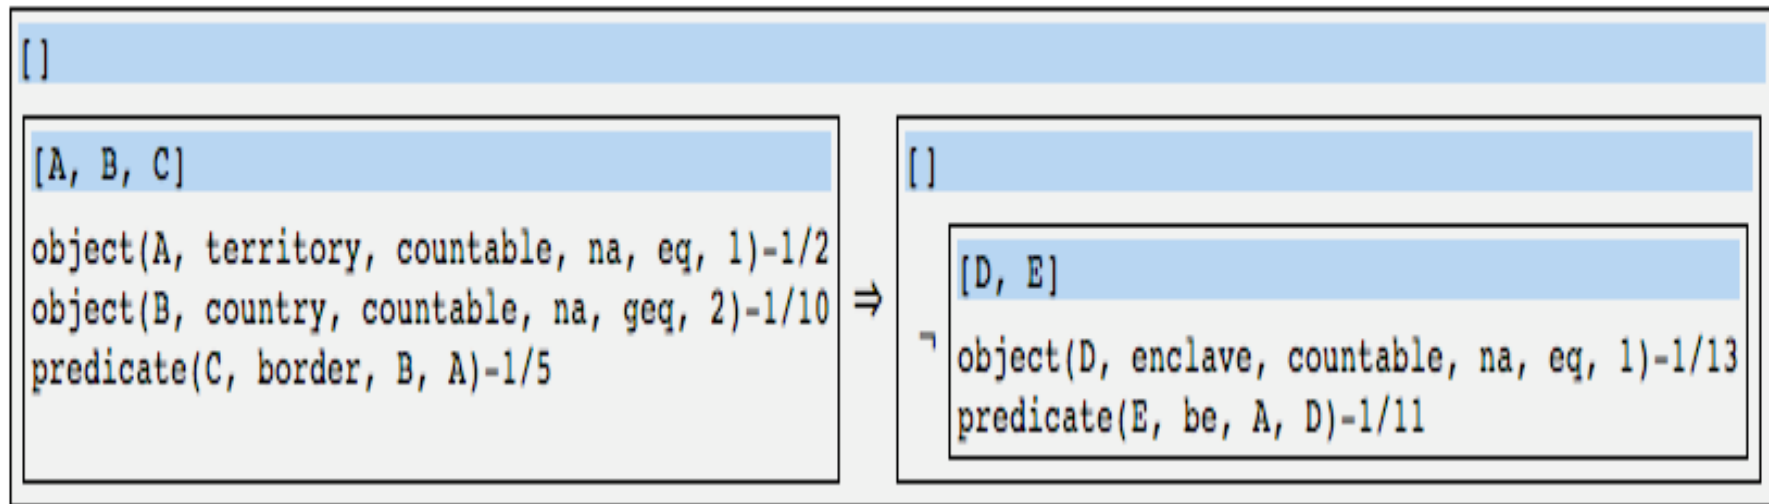 []
[A, B, C]
object(A, territory, countable, na, eq, 1)-1/2
object(B, country, countable, na, geq, 2)-1/10
predicate(C, border, B, A)-1/5
⇒
[]
¬
[D, E]
object(D, enclave, countable, na, eq, 1)-1/13
predicate(E, be, A, D)-1/11